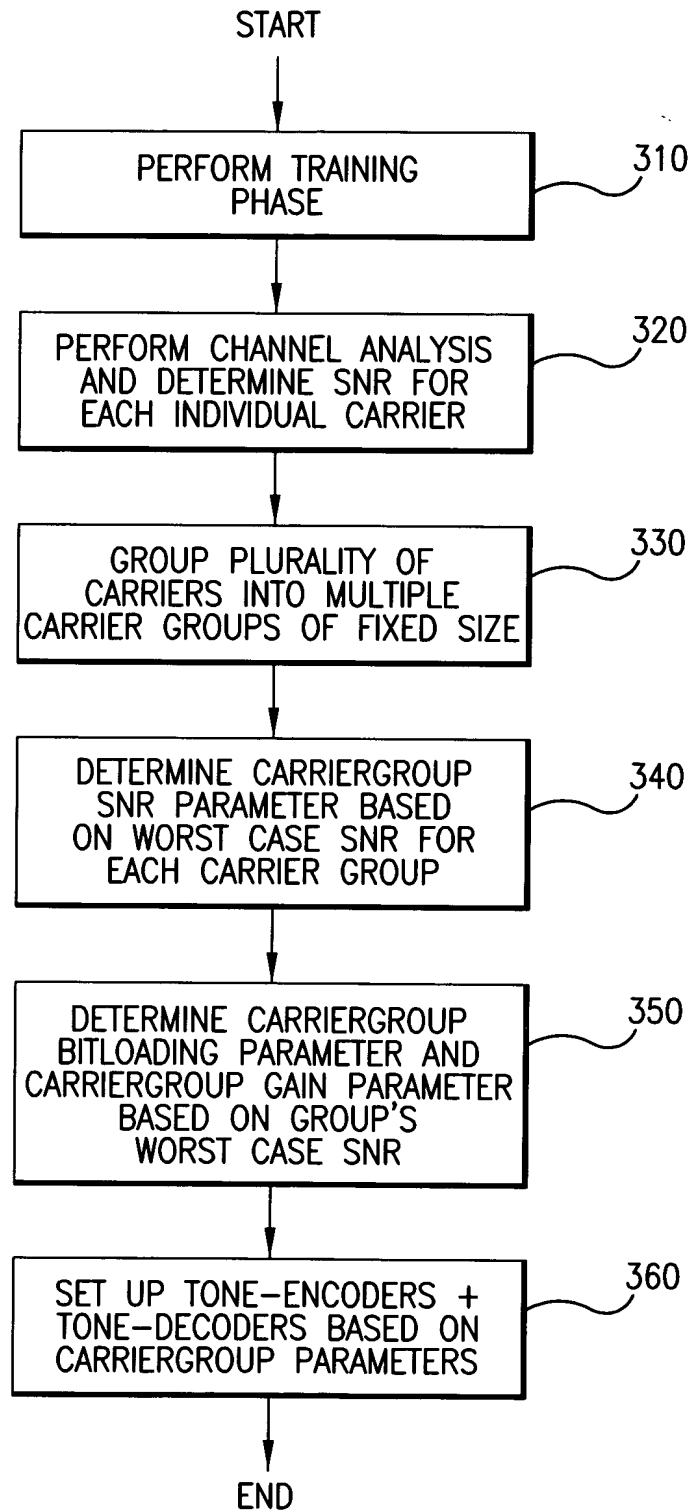 START
PERFORM TRAINING
PHASE
310
PERFORM CHANNEL ANALYSIS
AND DETERMINE SNR FOR
EACH INDIVIDUAL CARRIER
320
GROUP PLURALITY OF
CARRIERS INTO MULTIPLE
CARRIER GROUPS OF FIXED SIZE
330
DETERMINE CARRIERGROUP
SNR PARAMETER BASED
ON WORST CASE SNR FOR
EACH CARRIER GROUP
340
DETERMINE CARRIERGROUP
BITLOADING PARAMETER AND
CARRIERGROUP GAIN PARAMETER
BASED ON GROUP'S
WORST CASE SNR
350
SET UP TONE-ENCODERS +
TONE-DECODERS BASED ON
CARRIERGROUP PARAMETERS
360
END